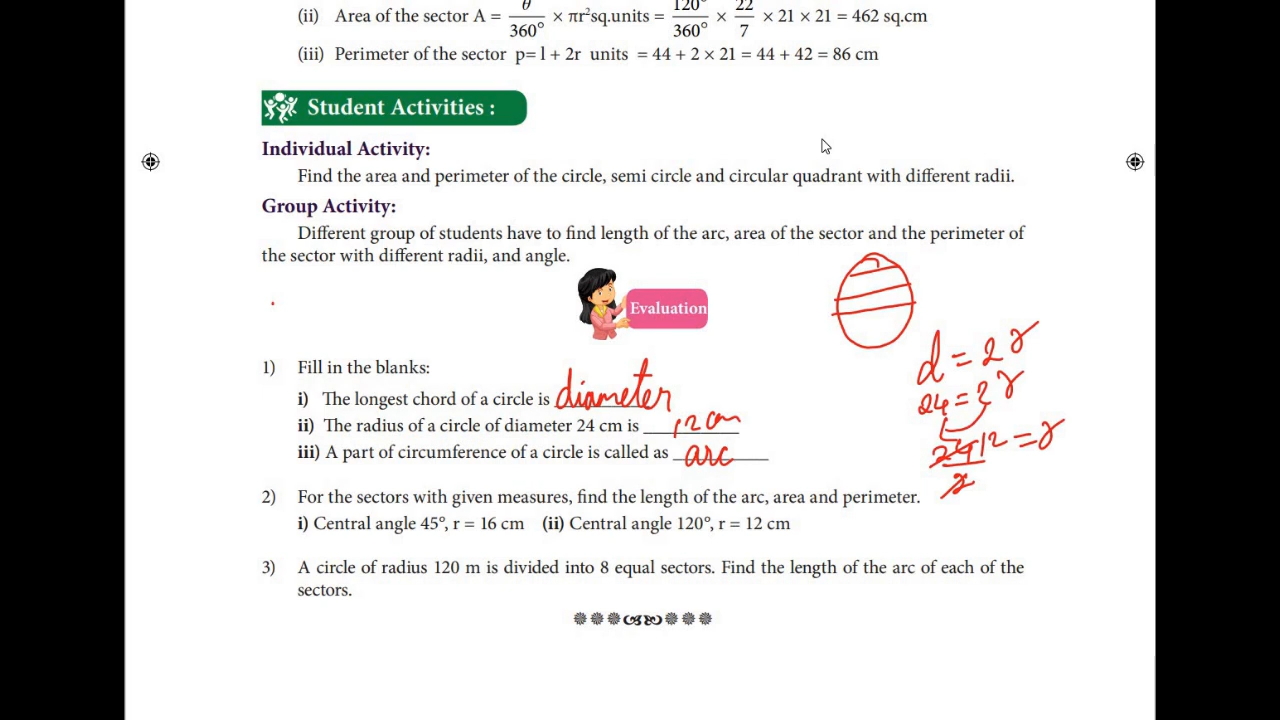 (ii) Area of the sector A = θ/360° × πr²sq.units = 120°/360° × 22/7 × 21 × 21 = 462 sq.cm
(iii) Perimeter of the sector p= l + 2r units = 44 + 2 × 21 = 44 + 42 = 86 cm
Student Activities :
Individual Activity:
Find the area and perimeter of the circle, semi circle and circular quadrant with different radii.
Group Activity:
Different group of students have to find length of the arc, area of the sector and the perimeter of
the sector with different radii, and angle.
Evaluation
1) Fill in the blanks:
i) The longest chord of a circle is diameter
ii) The radius of a circle of diameter 24 cm is 12 cm
iii) A part of circumference of a circle is called as arc
d = 2r
24 = 2r
24/2 12 = r
2) For the sectors with given measures, find the length of the arc, area and perimeter.
i) Central angle 45°, r = 16 cm (ii) Central angle 120°, r = 12 cm
3) A circle of radius 120 m is divided into 8 equal sectors. Find the length of the arc of each of the
sectors.